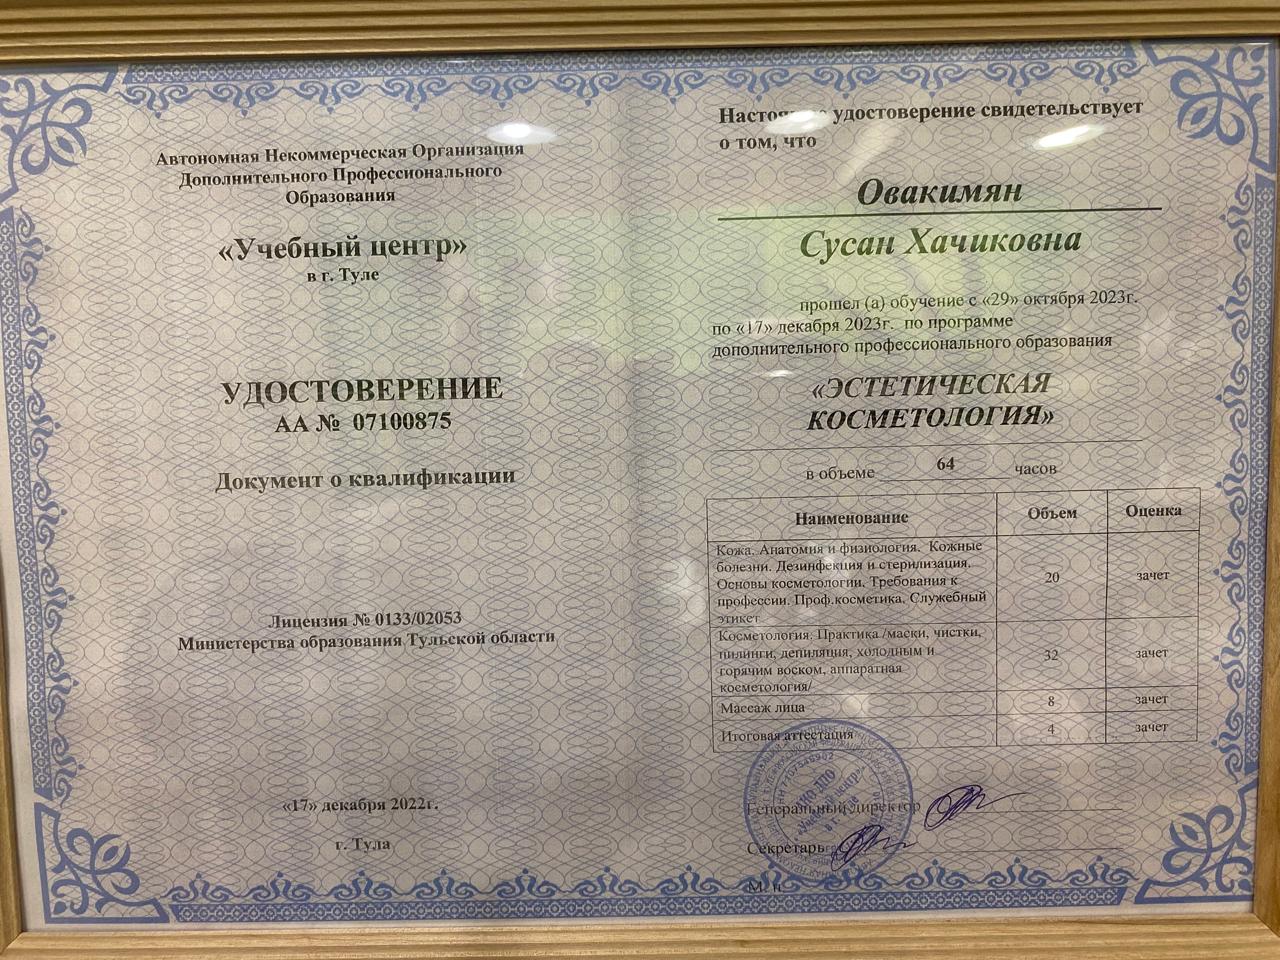 Автономная Некоммерческая Организация
Дополнительного Профессионального
Образования
«Учебный центр»
в г. Туле
УДОСТОВЕРЕНИЕ
АА № 07100875
Документ о квалификации
Лицензия № 0133/02053
Министерства образования Тульской области
«17» декабря 2022г.
г. Тула
удостоверение свидетельствует
о том, что
Овакимян
Сусан Хачиковна
прошел (а) обучение с «29» октября 2023г.
по «17» декабря 2023г. по программе
дополнительного профессионального образования
«ЭСТЕТИЧЕСКАЯ
КОСМЕТОЛОГИЯ»
в объеме 64 часов
Наименование Объем Оценка
Кожа. Анатомия и физиология. Кожные
болезни. Дезинфекция и стерилизация.
Основы косметологии. Требования к
профессии. Проф.косметика. Служебный
этикет
20 зачет
Косметология. Практика /маски, чистки,
пилинги, депиляция, холодным и
горячим воском, аппаратная
косметология/
32 зачет
Массаж лица 8 зачет
Итоговая аттестация 4 зачет
Генеральный директор
Секретарь
М. п
АНО ДПО
«Учебный центр»